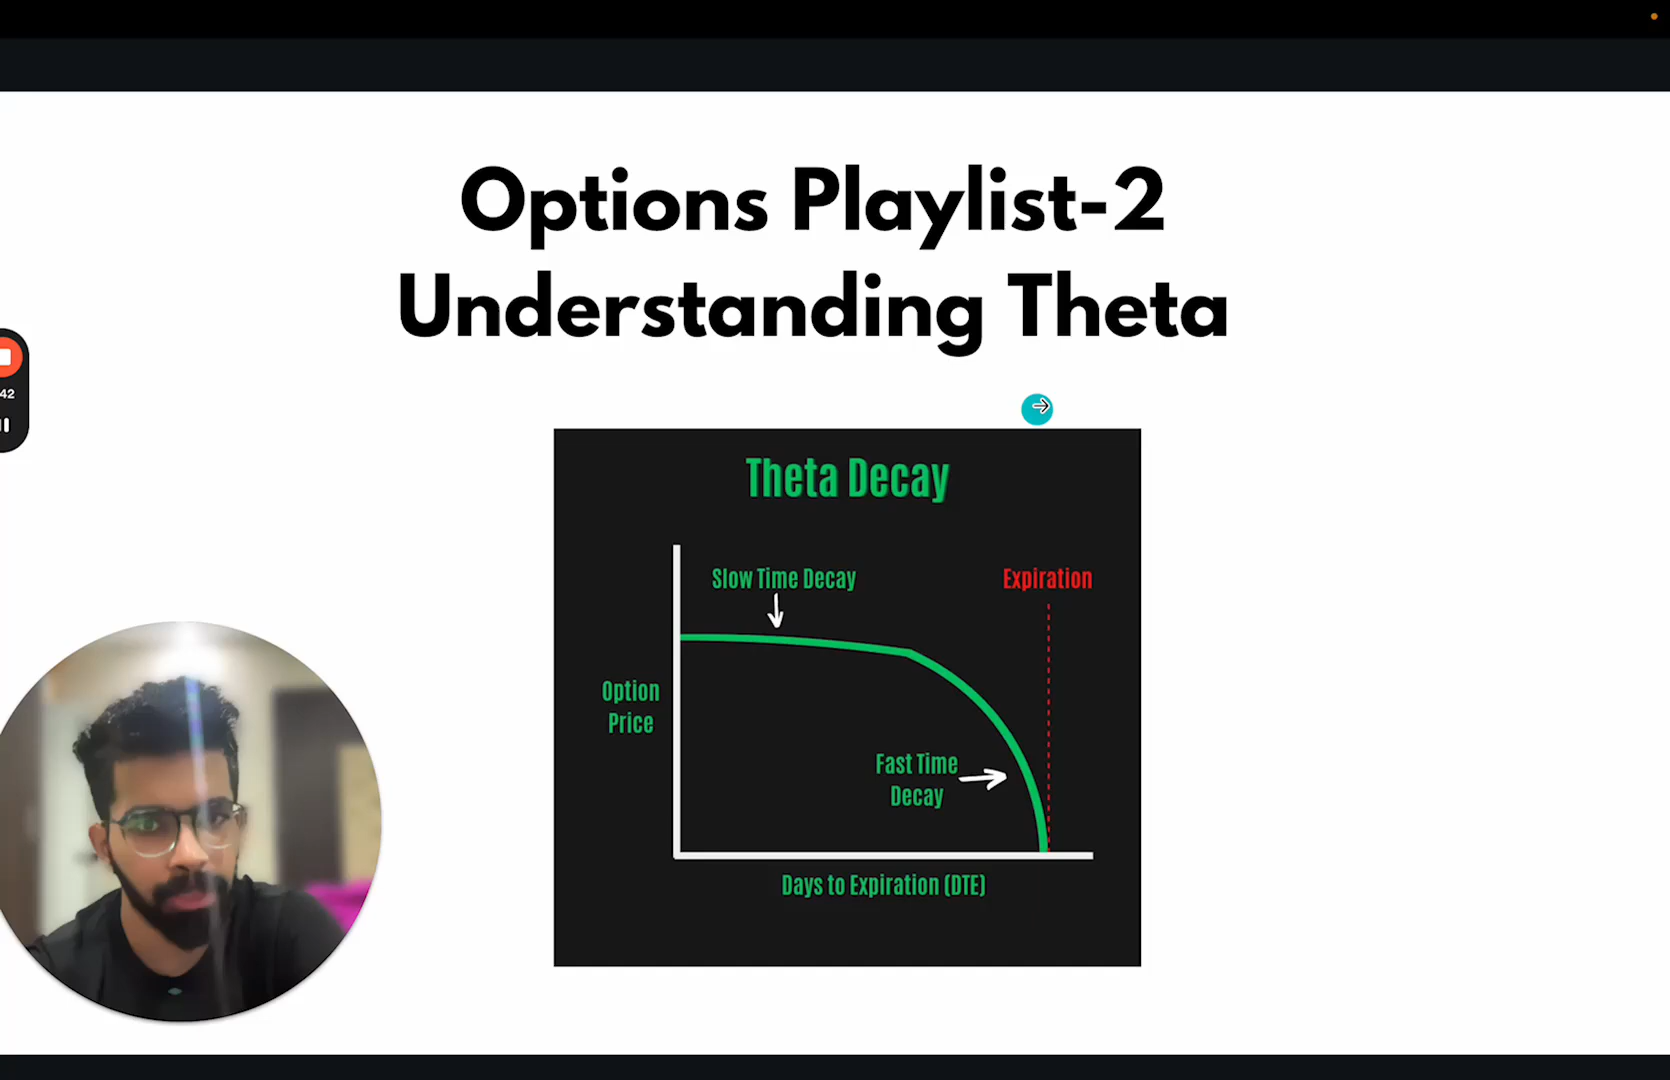 Options Playlist-2
Understanding Theta
42
Theta Decay
Slow Time Decay
Expiration
Option
Price
Fast Time
Decay
Days to Expiration (DTE)